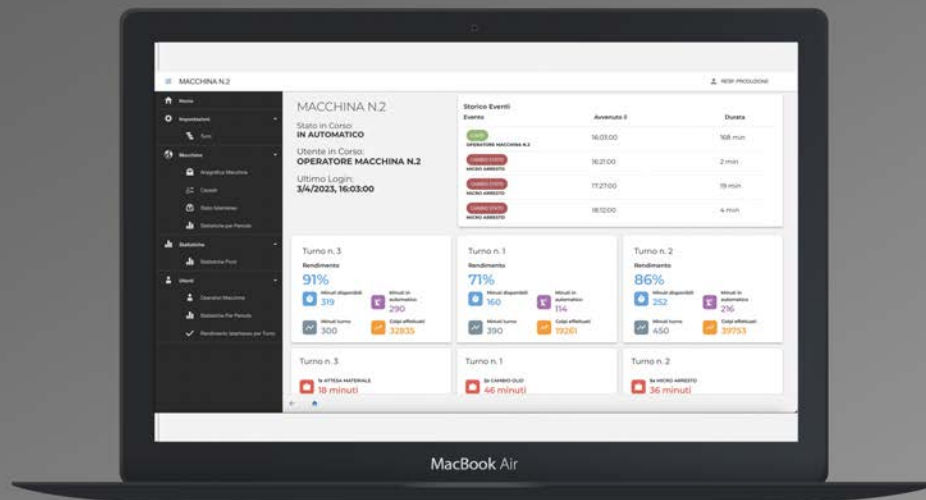 MACCHINA N.2
RESP. PRODUZIONE
Home
Impostazioni
Turni
Macchine
Anagrafica Macchine
Causali
Stato Istantaneo
Statistiche per Periodo
Statistiche
Statistiche Pivot
Utenti
Operatori Macchine
Statistiche Per Periodo
Rendimento Istantaneo per Turno
MACCHINA N.2
Stato in Corso:
IN AUTOMATICO
Utente in Corso:
OPERATORE MACCHINA N.2
Ultimo Login:
3/4/2023, 16:03:00
Storico Eventi
Evento Avvenuto il Durata
OPERATORE MACCHINA N.2
16:03:00 168 min
CAMBIO STATO
MICRO ARRESTO
16:21:00 2 min
CAMBIO STATO
MICRO ARRESTO
17:27:00 19 min
CAMBIO STATO
MICRO ARRESTO
18:12:00 4 min
Turno n. 3
Rendimento
91%
Minuti disponibili
319
Minuti in automatico
290
Minuti turno
300
Colpi effettuati
32835
Turno n. 1
Rendimento
71%
Minuti disponibili
160
Minuti in automatico
114
Minuti turno
390
Colpi effettuati
19261
Turno n. 2
Rendimento
86%
Minuti disponibili
252
Minuti in automatico
216
Minuti turno
450
Colpi effettuati
39753
Turno n. 3
1x ATTESA MATERIALE
18 minuti
Turno n. 1
2x CAMBIO OLIO
46 minuti
Turno n. 2
5x MICRO ARRESTO
36 minuti
MacBook Air